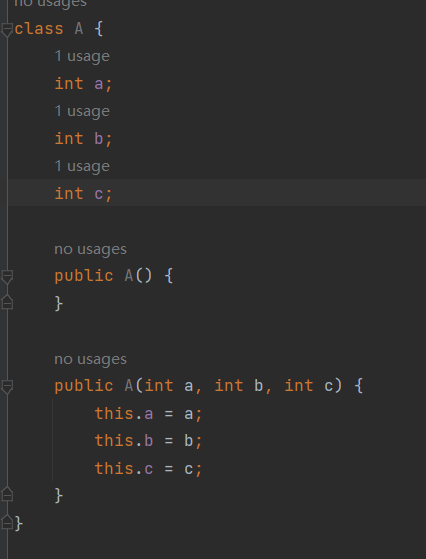 no usages
class A {
1 usage
int a;
1 usage
int b;
1 usage
int c;
no usages
public A() {
}
no usages
public A(int a, int b, int c) {
this.a = a;
this.b = b;
this.c = c;
}
}